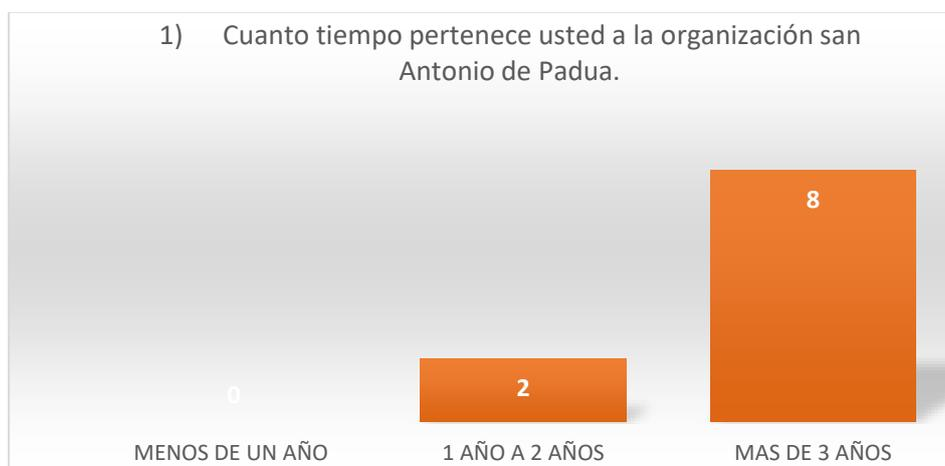 1) Cuanto tiempo pertenece usted a la organización san
Antonio de Padua.
8
2
0
MENOS DE UN AÑO
1 AÑO A 2 AÑOS
MAS DE 3 AÑOS